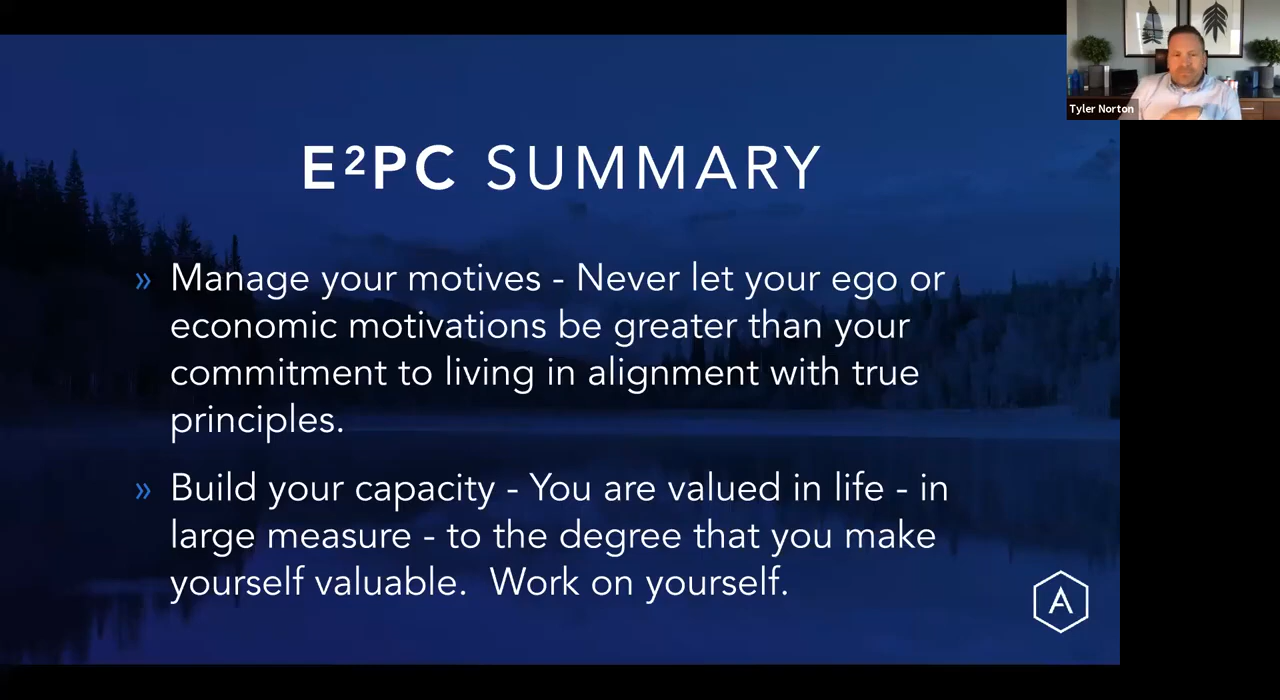 Tyler Norton
E²PC SUMMARY
» Manage your motives - Never let your ego or
economic motivations be greater than your
commitment to living in alignment with true
principles.
» Build your capacity - You are valued in life - in
large measure - to the degree that you make
yourself valuable.  Work on yourself.
A